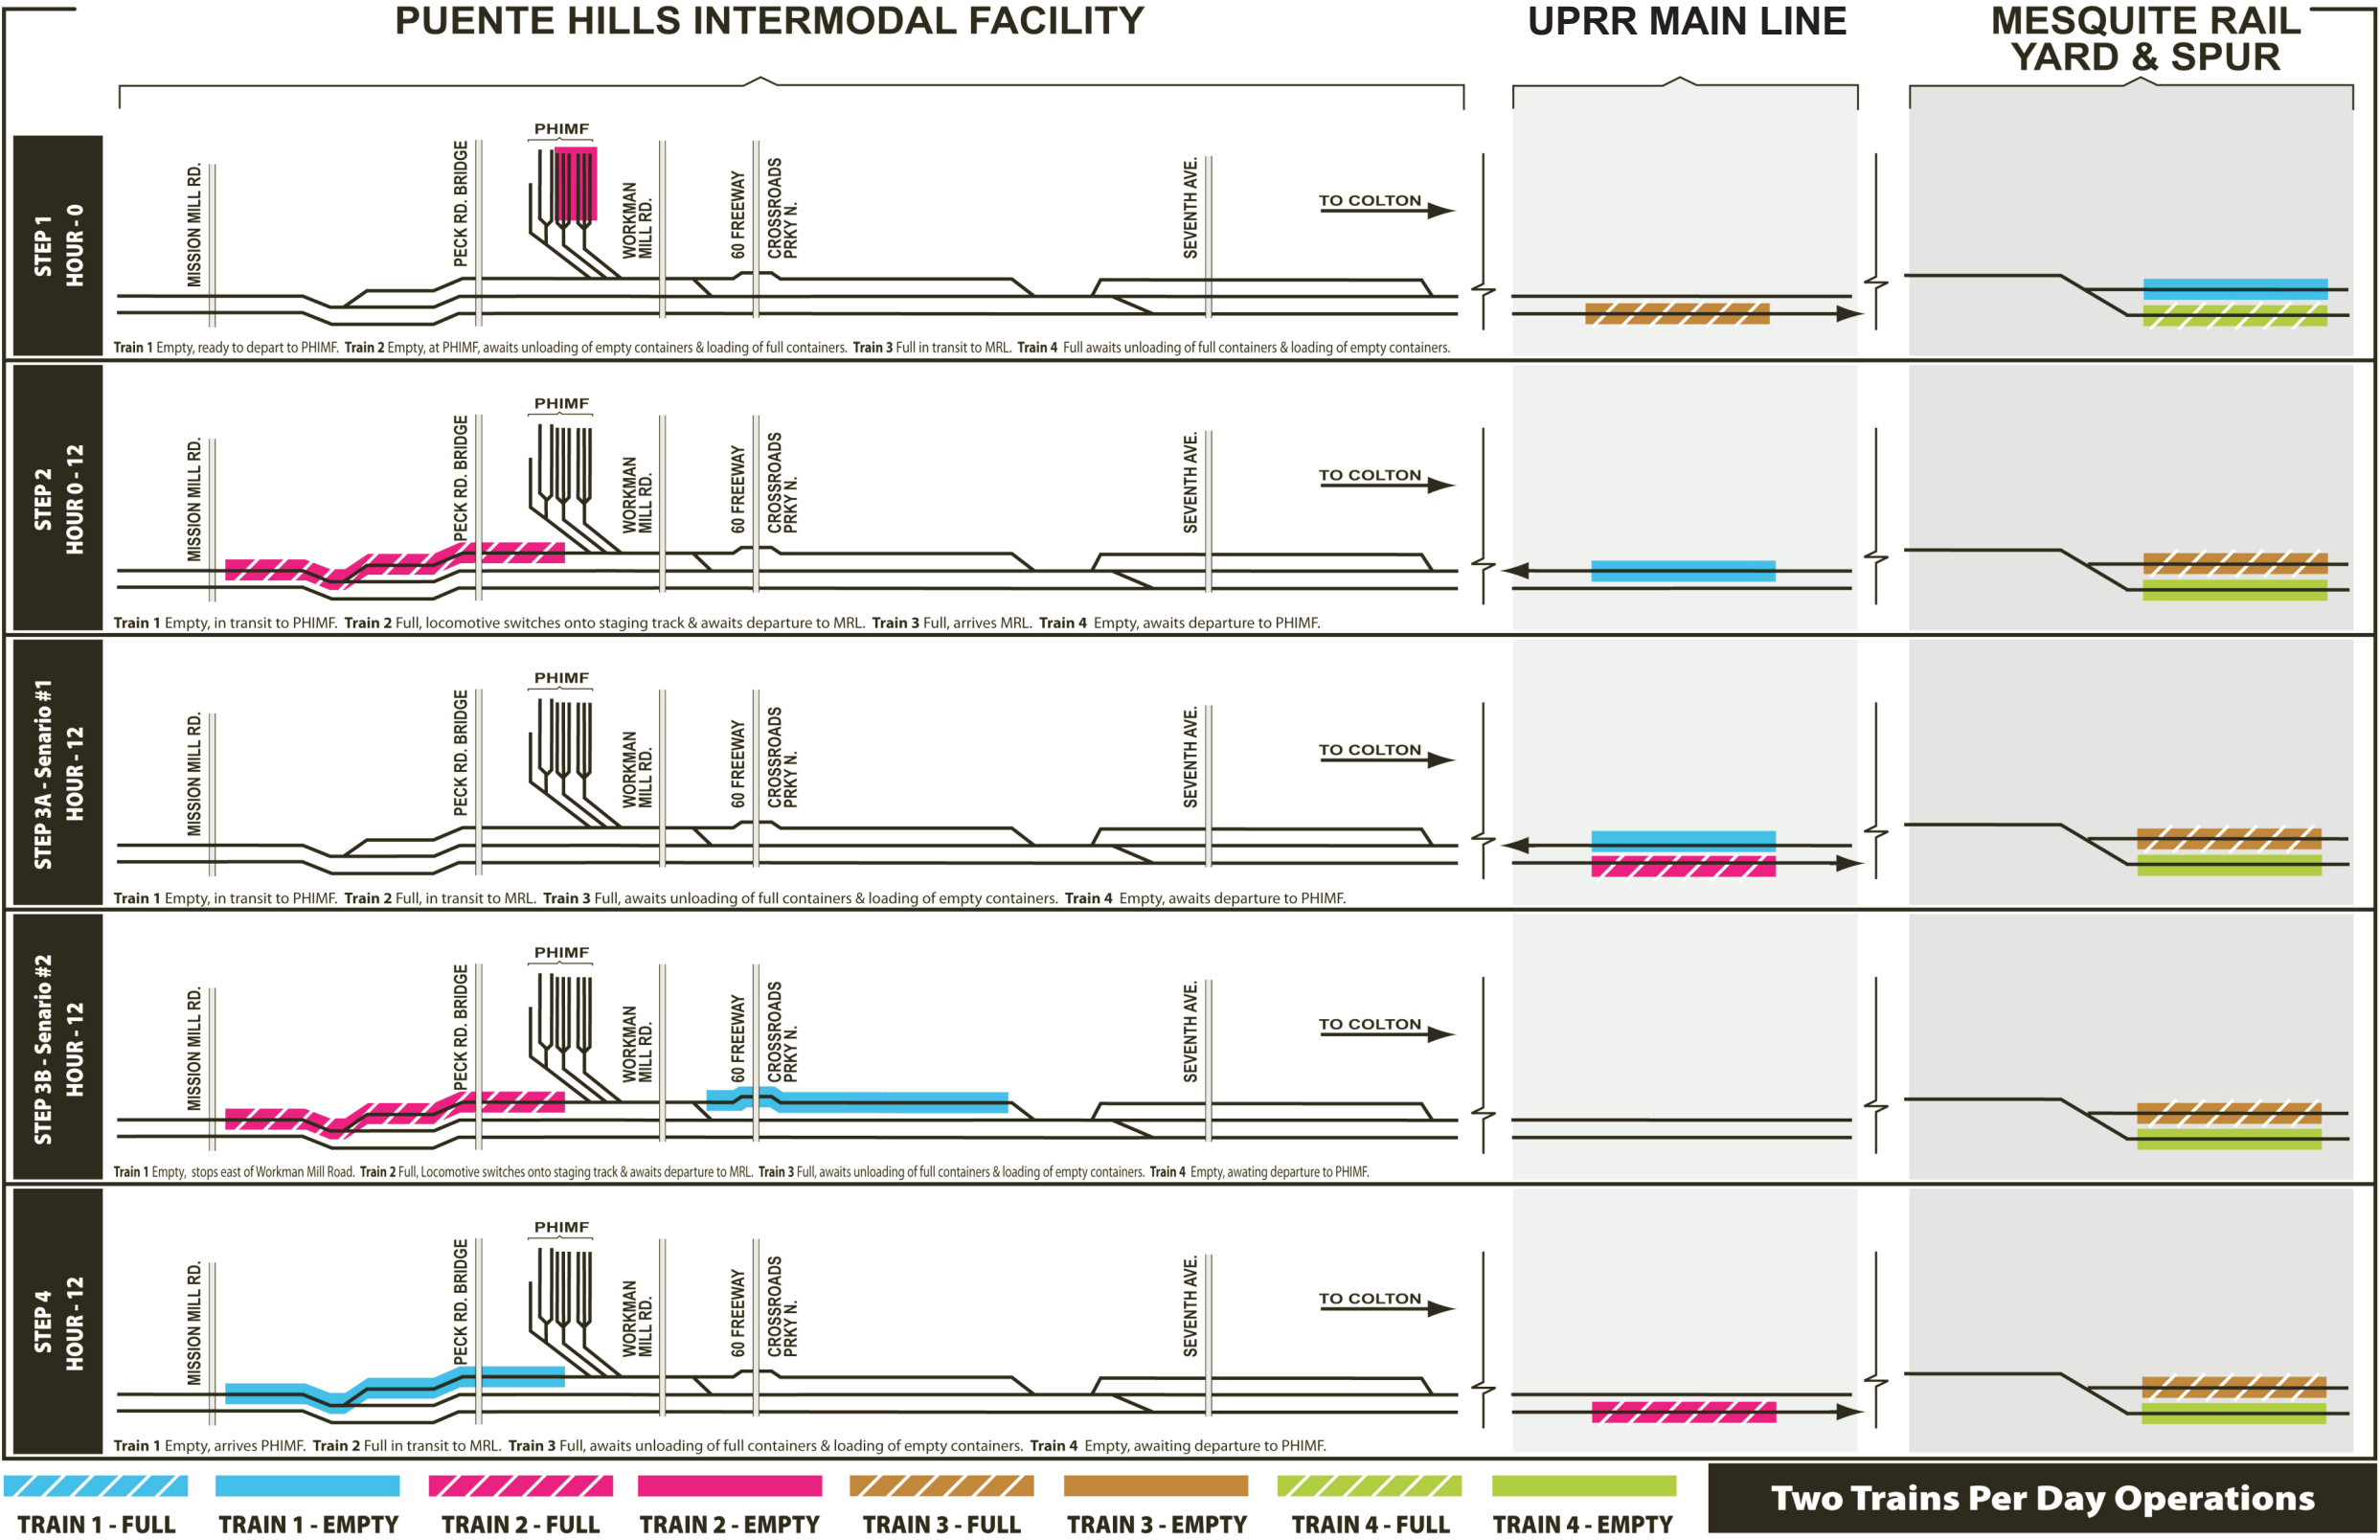 PUENTE HILLS INTERMODAL FACILITY
UPRR MAIN LINE
MESQUITE RAIL
YARD & SPUR
STEP 1
HOUR - 0
MISSION MILL RD.
PECK RD. BRIDGE
PHIMF
WORKMAN
MILL RD.
60 FREEWAY
CROSSROADS
PRKY N.
SEVENTH AVE.
TO COLTON
Train 1 Empty, ready to depart to PHIMF. Train 2 Empty, at PHIMF, awaits unloading of empty containers & loading of full containers. Train 3 Full in transit to MRL. Train 4 Full awaits unloading of full containers & loading of empty containers.
STEP 2
HOUR 0 - 12
MISSION MILL RD.
PECK RD. BRIDGE
PHIMF
WORKMAN
MILL RD.
60 FREEWAY
CROSSROADS
PRKY N.
SEVENTH AVE.
TO COLTON
Train 1 Empty, in transit to PHIMF. Train 2 Full, locomotive switches onto staging track & awaits departure to MRL. Train 3 Full, arrives MRL. Train 4 Empty, awaits departure to PHIMF.
STEP 3A - Senario #1
HOUR - 12
MISSION MILL RD.
PECK RD. BRIDGE
PHIMF
WORKMAN
MILL RD.
60 FREEWAY
CROSSROADS
PRKY N.
SEVENTH AVE.
TO COLTON
Train 1 Empty, in transit to PHIMF. Train 2 Full, in transit to MRL. Train 3 Full, awaits unloading of full containers & loading of empty containers. Train 4 Empty, awaits departure to PHIMF.
STEP 3B - Senario #2
HOUR - 12
MISSION MILL RD.
PECK RD. BRIDGE
PHIMF
WORKMAN
MILL RD.
60 FREEWAY
CROSSROADS
PRKY N.
SEVENTH AVE.
TO COLTON
Train 1 Empty, stops east of Workman Mill Road. Train 2 Full, Locomotive switches onto staging track & awaits departure to MRL. Train 3 Full, awaits unloading of full containers & loading of empty containers. Train 4 Empty, awating departure to PHIMF.
STEP 4
HOUR - 12
MISSION MILL RD.
PECK RD. BRIDGE
PHIMF
WORKMAN
MILL RD.
60 FREEWAY
CROSSROADS
PRKY N.
SEVENTH AVE.
TO COLTON
Train 1 Empty, arrives PHIMF. Train 2 Full in transit to MRL. Train 3 Full, awaits unloading of full containers & loading of empty containers. Train 4 Empty, awaiting departure to PHIMF.
TRAIN 1 - FULL
TRAIN 1 - EMPTY
TRAIN 2 - FULL
TRAIN 2 - EMPTY
TRAIN 3 - FULL
TRAIN 3 - EMPTY
TRAIN 4 - FULL
TRAIN 4 - EMPTY
Two Trains Per Day Operations